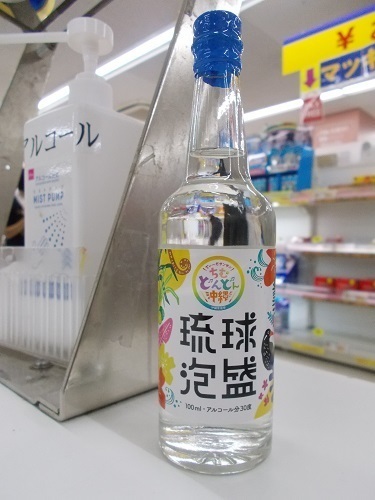 アルコール
MIST PUMP
ちむ
どんどん
沖縄
琉球
泡盛
100ml・アルコール分30度
¥
マツ